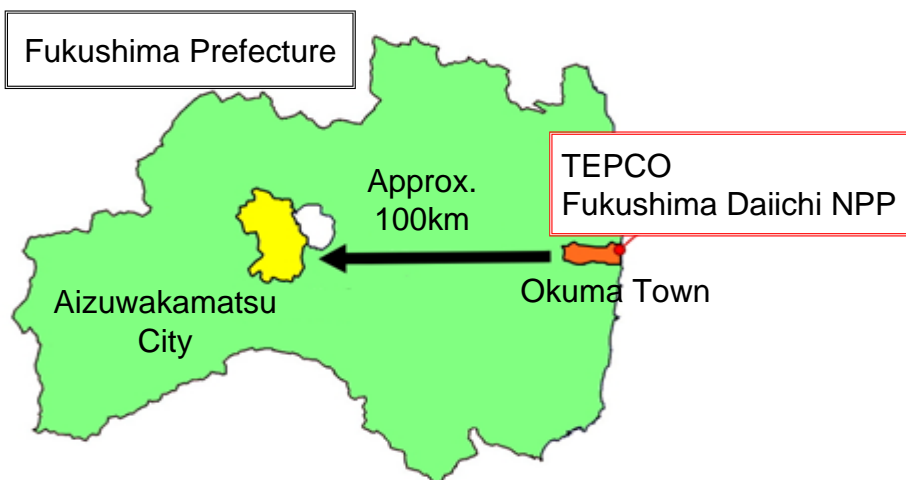 Fukushima Prefecture
TEPCO
Fukushima Daiichi NPP
Approx.
100km
Okuma Town
Aizuwakamatsu
City